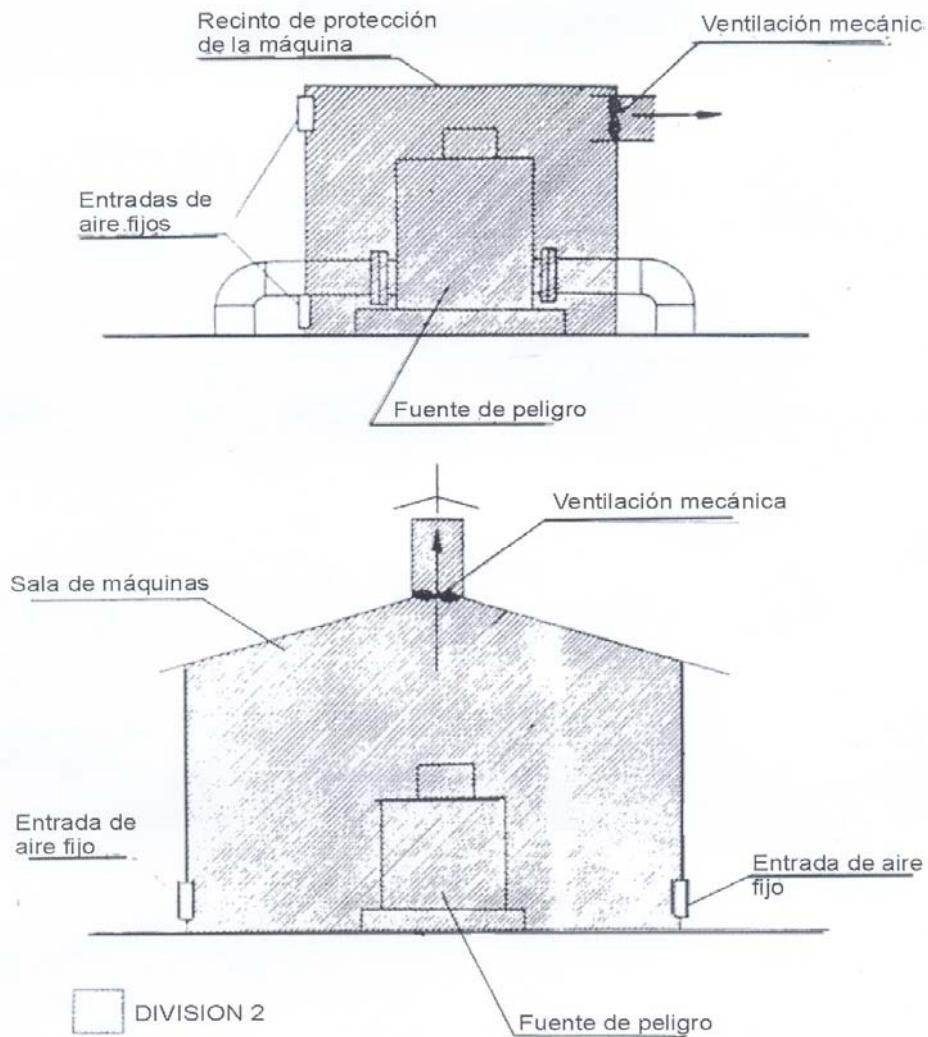 Recinto de protección
de la máquina
Ventilación mecánic
Entradas de
aire fijos
Fuente de peligro
Ventilación mecánica
Sala de máquinas
Entrada de
aire fijo
Entrada de aire
fijo
DIVISION 2
Fuente de peligro